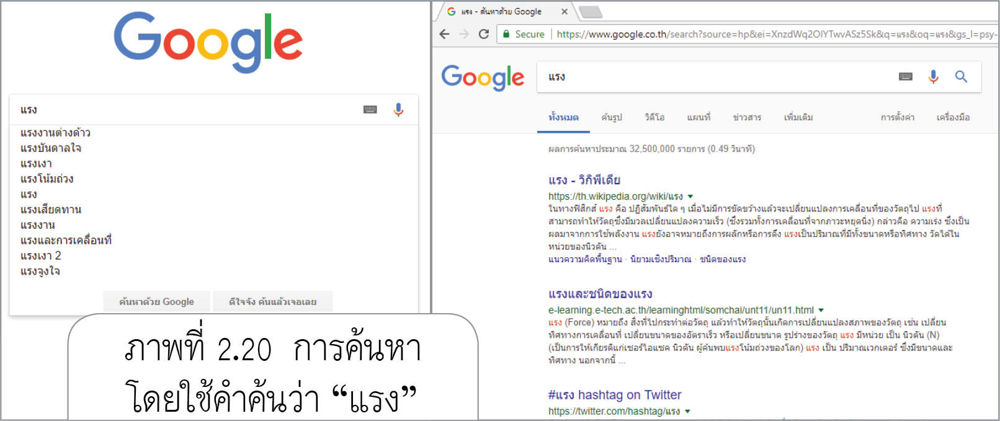 Google
แรง
แรงงานต่างด้าว
แรงบันดาลใจ
แรงเงา
แรงโน้มถ่วง
แรง
แรงเสียดทาน
แรงงาน
แรงและการเคลื่อนที่
แรงเงา 2
แรงจูงใจ
ค้นหาด้วย Google
ดีใจจัง ค้นแล้วเจอเลย
ภาพที่ 2.20 การค้นหา
โดยใช้คำค้นว่า “แรง”
แรง - ค้นหาด้วย Google
Secure
https://www.google.co.th/search?source=hp&ei=XnzdWq2OIYTwvASz5Sk&q=แรง&oq=แรง&gs_l=psy-
Google
แรง
ทั้งหมด ค้นรูป วิดีโอ แผนที่ ข่าวสาร เพิ่มเติม การตั้งค่า เครื่องมือ
ผลการค้นหาประมาณ 32,500,000 รายการ (0.49 วินาที)
แรง - วิกิพีเดีย
https://th.wikipedia.org/wiki/แรง
ในทางฟิสิกส์ แรง คือ ปฏิสัมพันธ์ใด ๆ เมื่อไม่มีการขัดขวางแล้วจะเปลี่ยนแปลงการเคลื่อนที่ของวัตถุไป แรงที่
สามารถทำให้วัตถุซึ่งมีมวลเปลี่ยนแปลงความเร็ว (ซึ่งรวมทั้งการเคลื่อนที่จากภาวะหยุดนิ่ง) กล่าวคือ ความเร่ง ซึ่งเป็น
ผลมาจากการใช้พลังงาน แรงยังอาจหมายถึงการผลักหรือการดึง แรงเป็นปริมาณที่มีทั้งขนาดหรือทิศทาง วัดได้ใน
หน่วยของนิวตัน ...
แนวความคิดพื้นฐาน · นิยามเชิงปริมาณ · ชนิดของแรง
แรงและชนิดของแรง
e-learning.e-tech.ac.th/learninghtml/somchai/unt11/un11.html
แรง (Force) หมายถึง สิ่งที่ไปกระทำต่อวัตถุ แล้วทำให้วัตถุนั้นเกิดการเปลี่ยนแปลงสภาพของวัตถุ เช่น เปลี่ยน
ทิศทางการเคลื่อนที่ เปลี่ยนขนาดของอัตราเร็ว หรือเปลี่ยนขนาด รูปร่างของวัตถุ แรง มีหน่วย เป็น นิวตัน (N)
(เป็นการให้เกียรติแก่เซอร์ไอแซค นิวตัน ผู้ค้นพบแรงโน้มถ่วงของโลก) แรง เป็น ปริมาณเวกเตอร์ ซึ่งมีขนาดและ
ทิศทาง นอกจากนี้ ...
#แรง hashtag on Twitter
https://twitter.com/hashtag/แรง